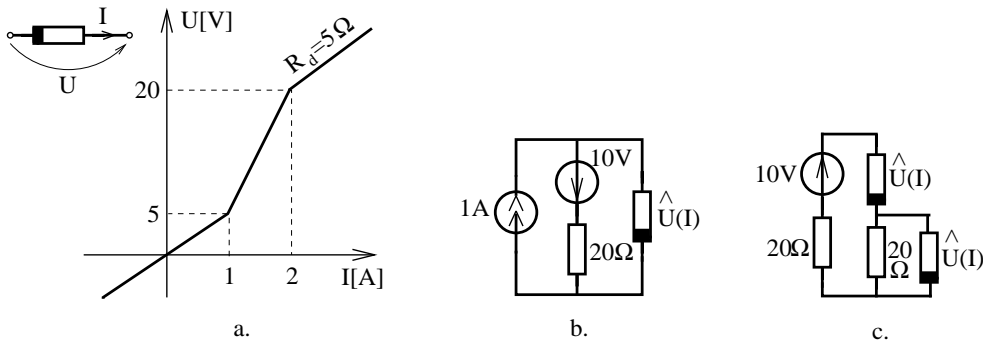 I
U
U[V]
R_d=5Ω
20
5
1
2
I[A]
a.
1A
10V
20Ω
^
U(I)
b.
10V
20Ω
^
U(I)
20
Ω
^
U(I)
c.